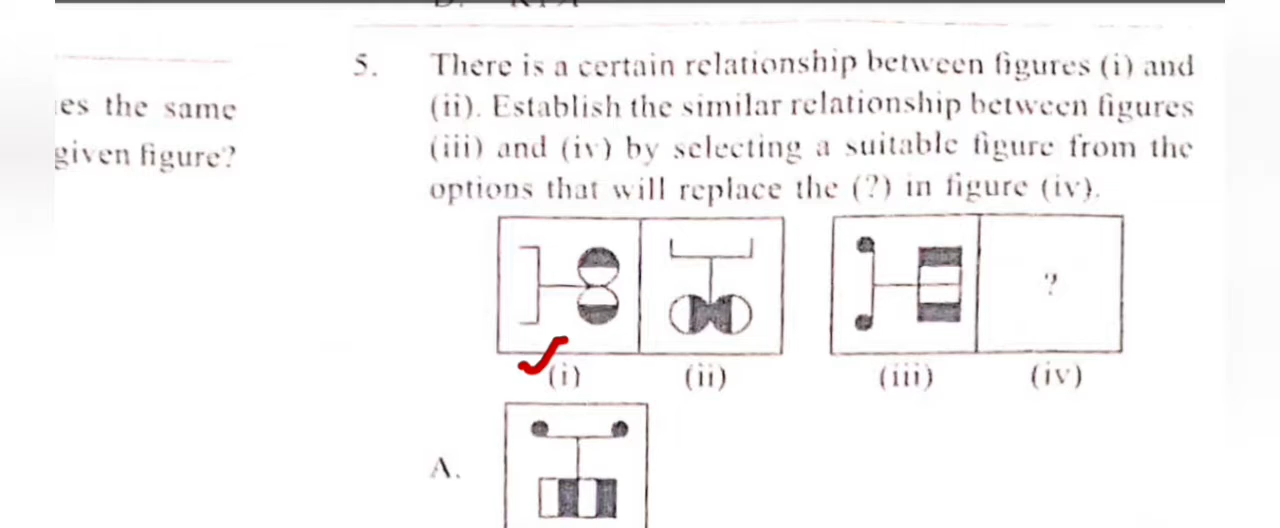 es the same
given figure?
5. There is a certain relationship between figures (i) and
(ii). Establish the similar relationship between figures
(iii) and (iv) by selecting a suitable figure from the
options that will replace the (?) in figure (iv).
?
(i) (ii) (iii) (iv)
A.